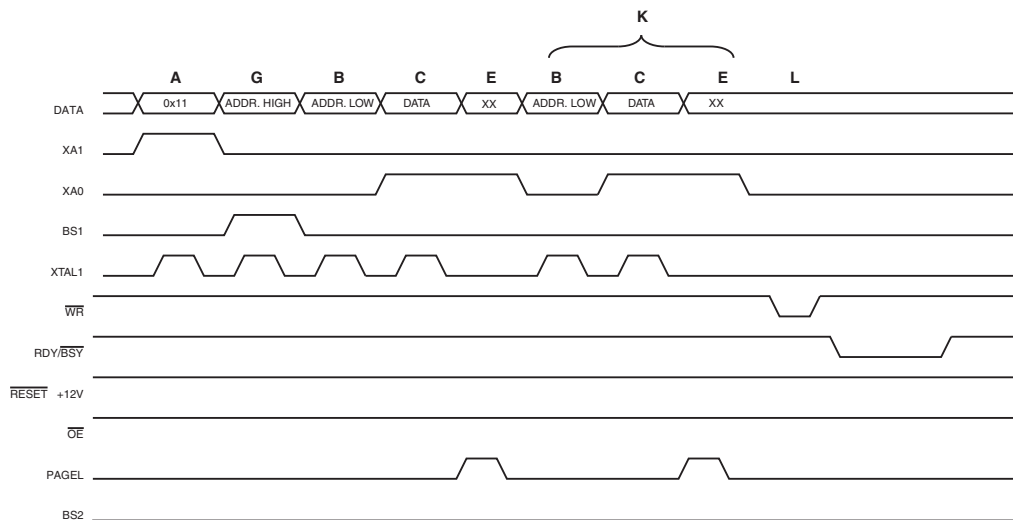 K
A G B C E B C E L
DATA 0x11 ADDR. HIGH ADDR. LOW DATA XX ADDR. LOW DATA XX
XA1
XA0
BS1
XTAL1
WR
RDY/BSY
RESET +12V
OE
PAGEL
BS2